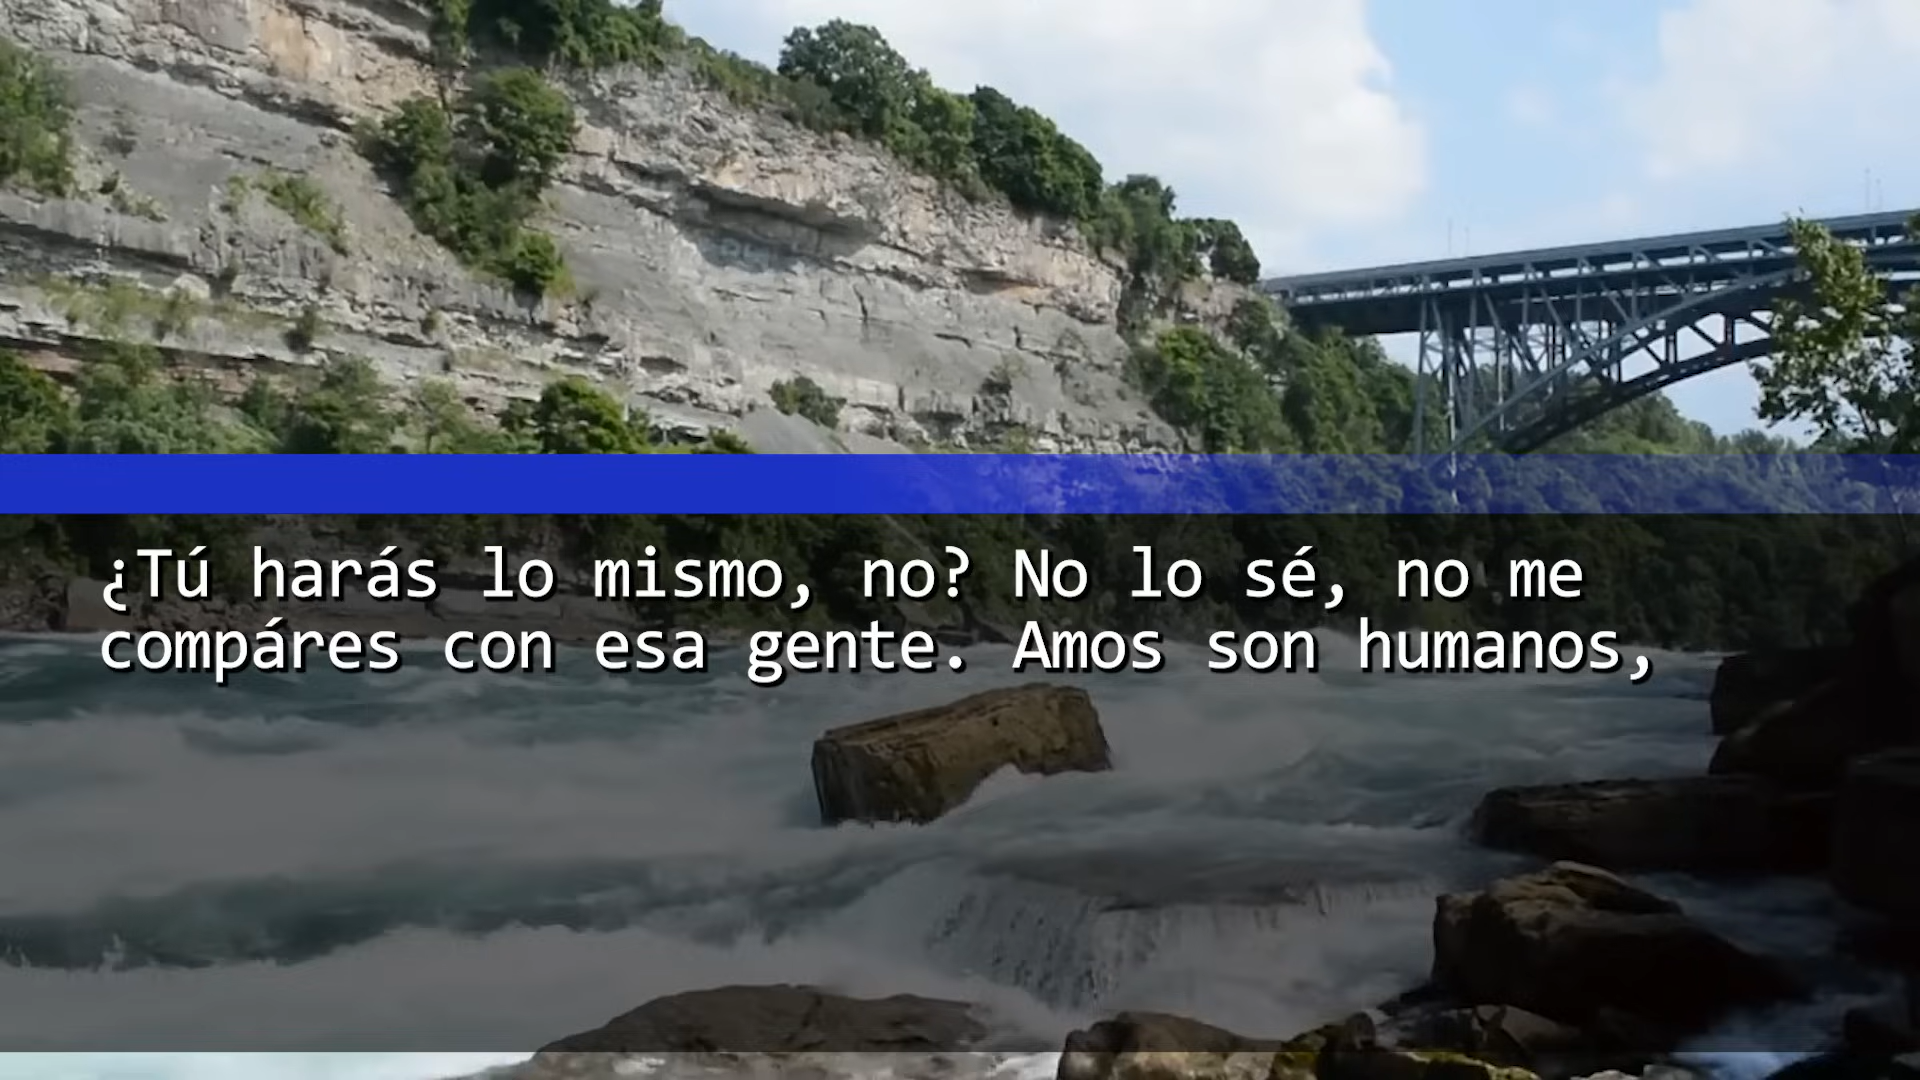 ¿Tú harás lo mismo, no? No lo sé, no me
compáres con esa gente. Amos son humanos,